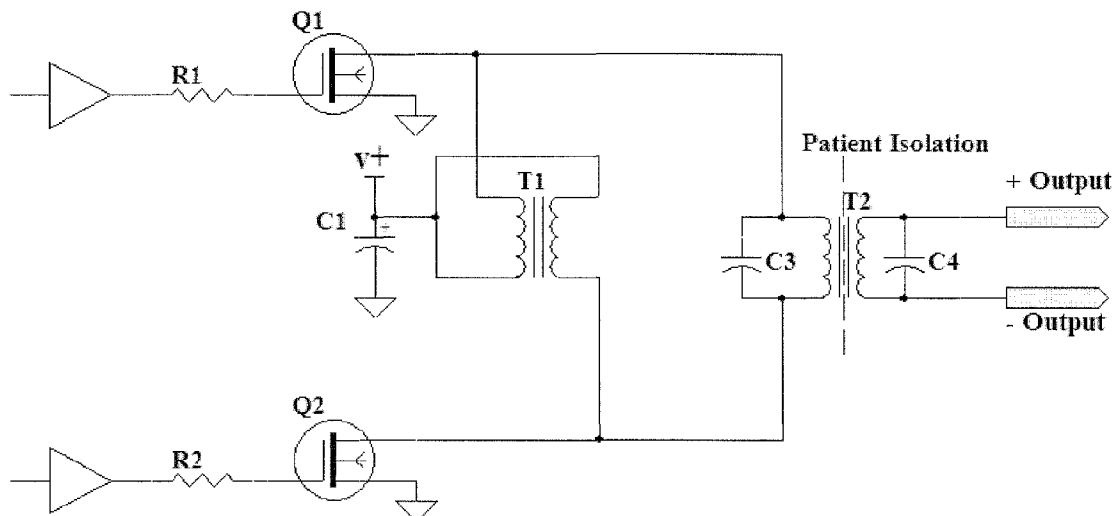 Q1
R1
Patient Isolation
V+
T1
+ Output
T2
C1
+
C3
C4
- Output
Q2
R2